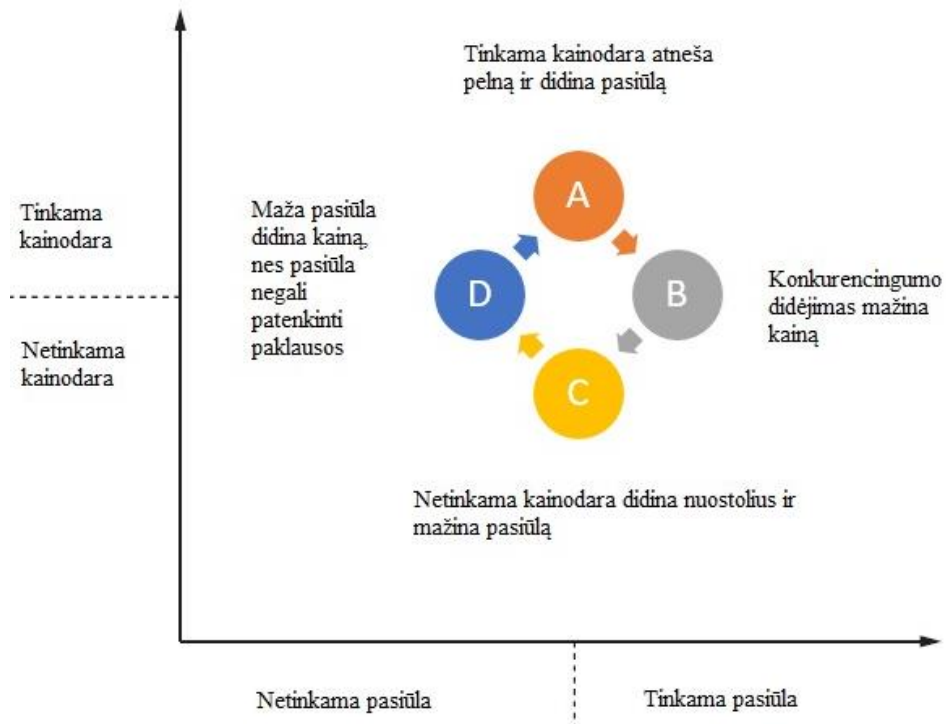 Tinkama kainodara atneša
pelną ir didina pasiūlą
A
Tinkama
kainodara
Maža pasiūla
didina kainą,
nes pasiūla
negali
patenkinti
paklausos
D
B
Konkurencingumo
didėjimas mažina
kainą
Netinkama
kainodara
C
Netinkama kainodara didina nuostolius ir
mažina pasiūlą
Netinkama pasiūla
Tinkama pasiūla